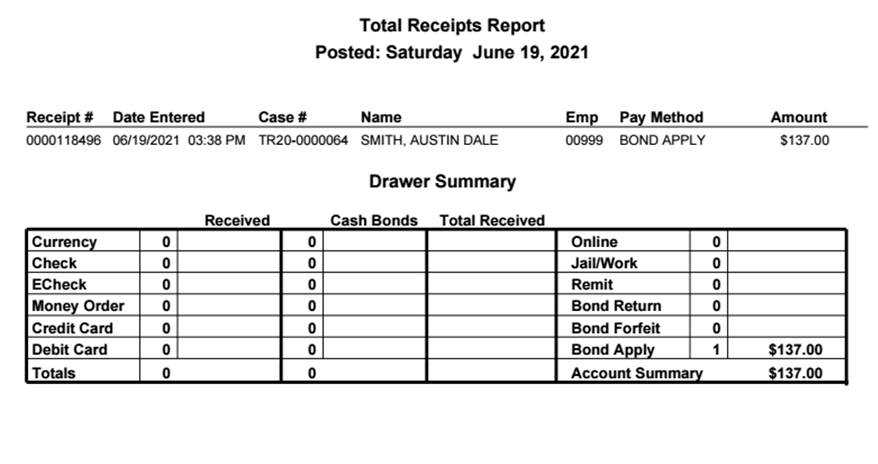 Total Receipts Report
Posted: Saturday June 19, 2021
Receipt # Date Entered Case # Name Emp Pay Method Amount
0000118496 06/19/2021 03:38 PM TR20-0000064 SMITH, AUSTIN DALE 00999 BOND APPLY $137.00
Drawer Summary
Received Cash Bonds Total Received
Currency 0 0 Online 0
Check 0 0 Jail/Work 0
ECheck 0 0 Remit 0
Money Order 0 0 Bond Return 0
Credit Card 0 0 Bond Forfeit 0
Debit Card 0 0 Bond Apply 1 $137.00
Totals 0 0 Account Summary $137.00